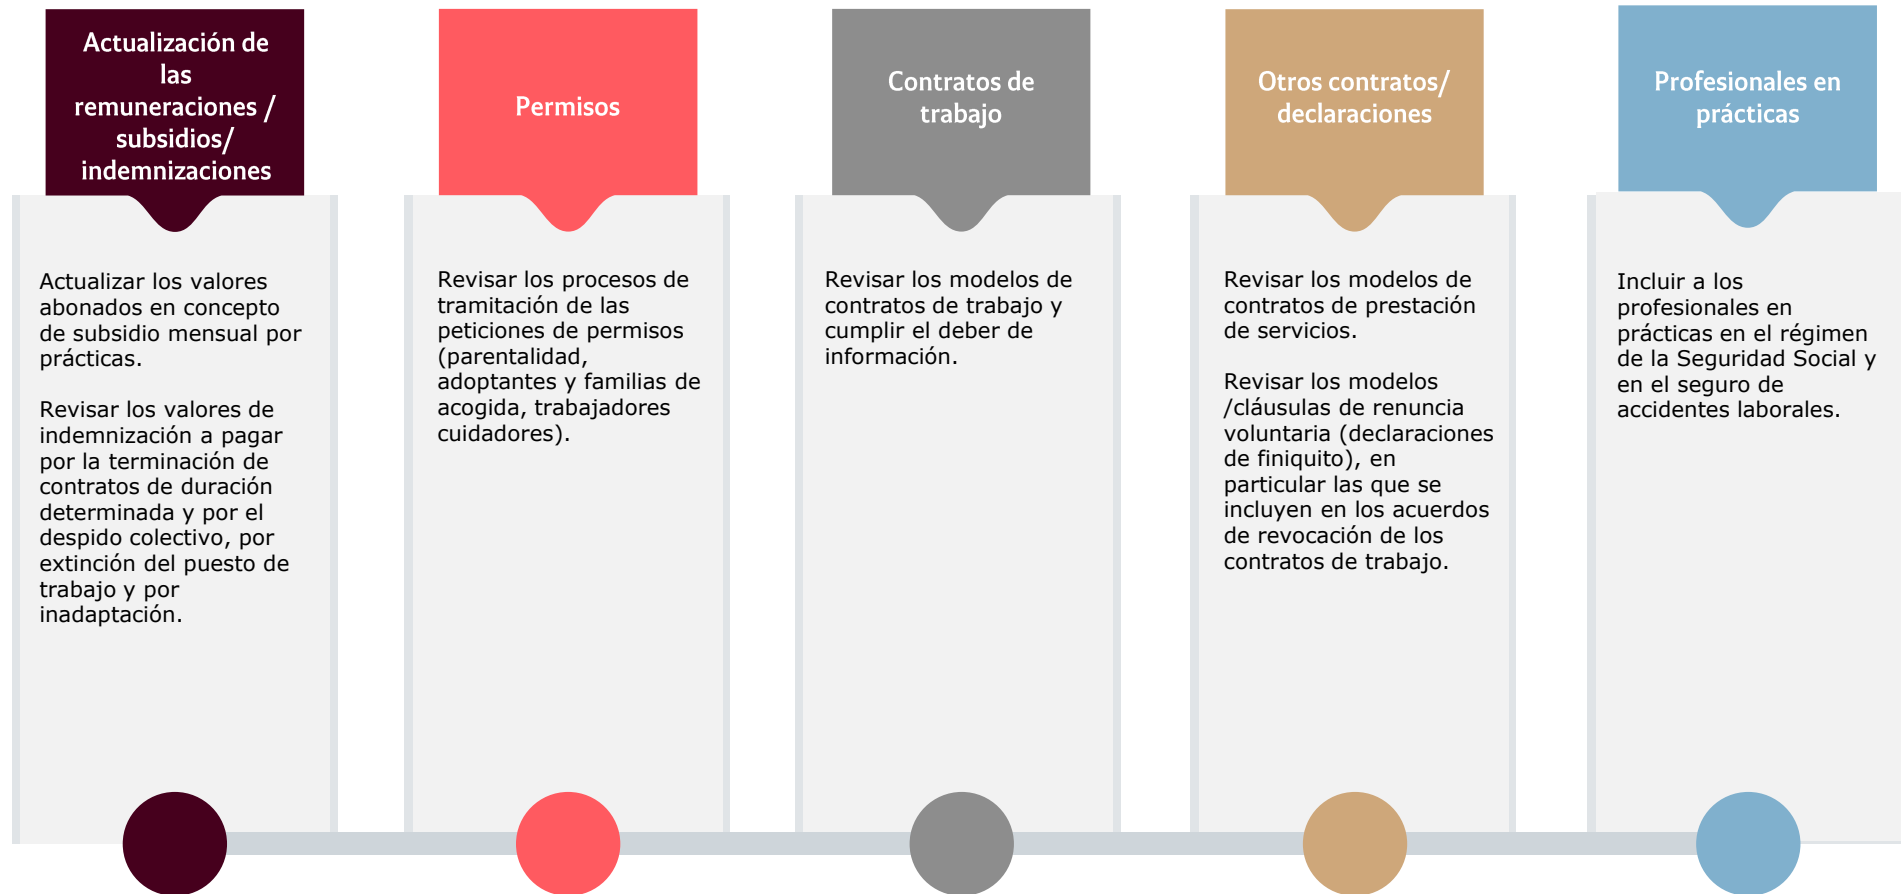 Actualización de
las
remuneraciones /
subsidios/
indemnizaciones
Actualizar los valores
abonados en concepto
de subsidio mensual por
prácticas.
Revisar los valores de
indemnización a pagar
por la terminación de
contratos de duración
determinada y por el
despido colectivo, por
extinción del puesto de
trabajo y por
inadaptación.
Permisos
Revisar los procesos de
tramitación de las
peticiones de permisos
(parentalidad,
adoptantes y familias de
acogida, trabajadores
cuidadores).
Contratos de
trabajo
Revisar los modelos de
contratos de trabajo y
cumplir el deber de
información.
Otros contratos/
declaraciones
Revisar los modelos de
contratos de prestación
de servicios.
Revisar los modelos
/cláusulas de renuncia
voluntaria (declaraciones
de finiquito), en
particular las que se
incluyen en los acuerdos
de revocación de los
contratos de trabajo.
Profesionales en
prácticas
Incluir a los
profesionales en
prácticas en el régimen
de la Seguridad Social y
en el seguro de
accidentes laborales.